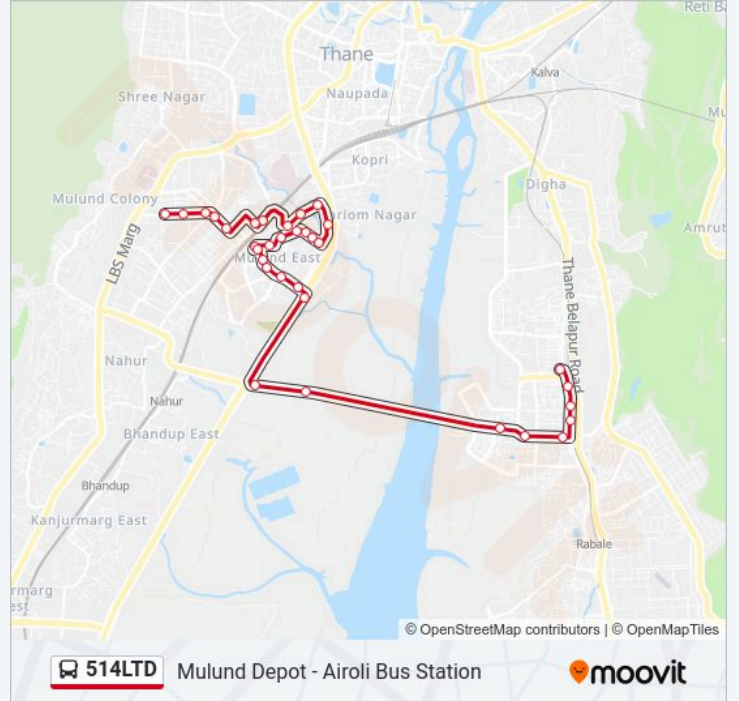 Reti B
Thane
Kalva
Shree Nagar
Naupada
Mu
Kopri
Digha
Mulund Colony
riom Nagar
Amrut
LBS Marg
Mulund East
Thane Belapur Road
Nahur
Nahur
Bhandup East
Bhandup
Kanjurmarg East
Rabale
rmarg
est
© OpenStreetMap contributors | © OpenMapTiles
514LTD Mulund Depot - Airoli Bus Station moovit